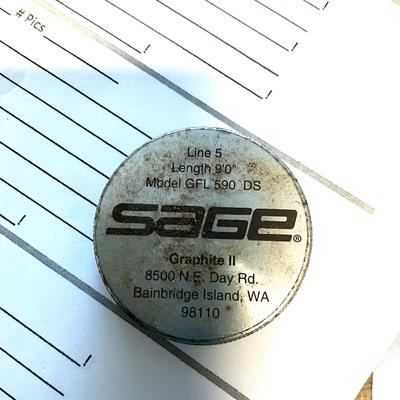 # Pics
Line 5
Length 9'0"
Model GFL 590 DS
SAGE®
Graphite II
8500 N.E. Day Rd.
Bainbridge Island, WA
98110